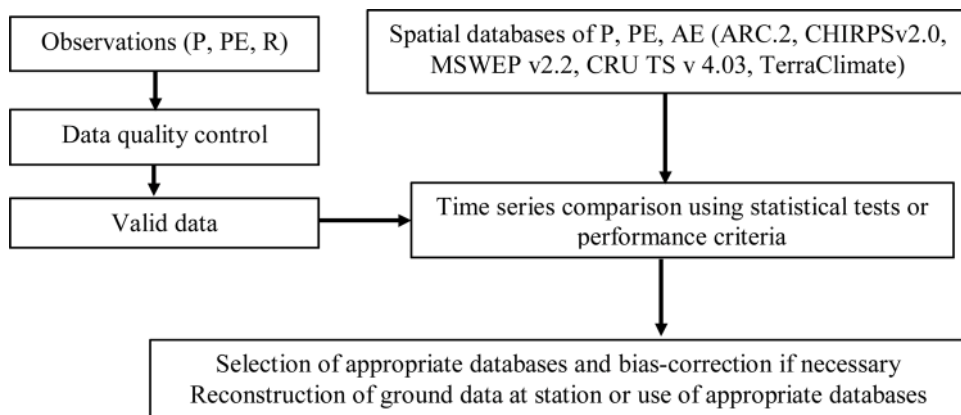 Observations (P, PE, R)
Spatial databases of P, PE, AE (ARC.2, CHIRPSv2.0,
MSWEP v2.2, CRU TS v 4.03, TerraClimate)
Data quality control
Valid data
Time series comparison using statistical tests or
performance criteria
Selection of appropriate databases and bias-correction if necessary
Reconstruction of ground data at station or use of appropriate databases